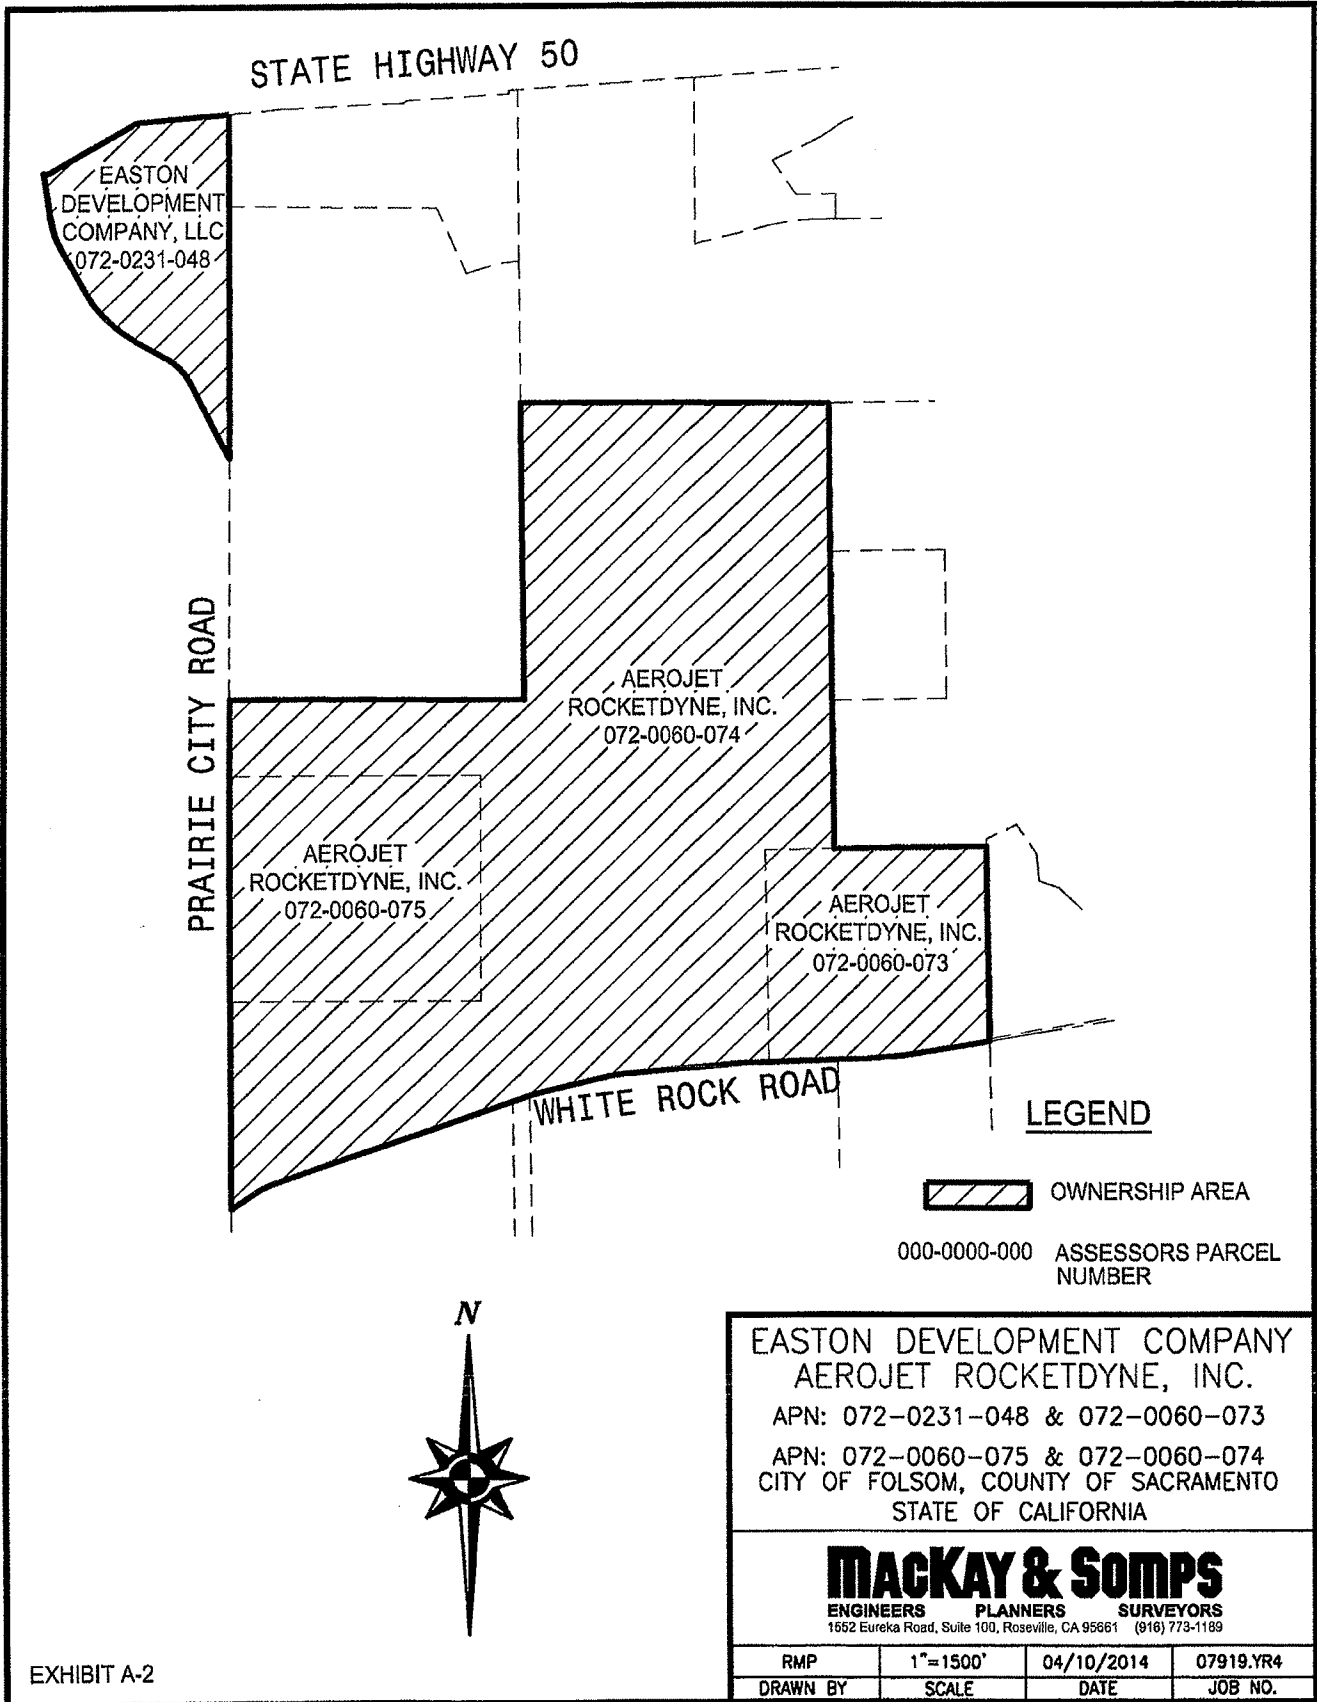 STATE HIGHWAY 50
EASTON
DEVELOPMENT
COMPANY, LLC
072-0231-048
PRAIRIE CITY ROAD
AEROJET
ROCKETDYNE, INC.
072-0060-074
AEROJET
ROCKETDYNE, INC.
072-0060-075
AEROJET
ROCKETDYNE, INC.
072-0060-073
WHITE ROCK ROAD
LEGEND
OWNERSHIP AREA
000-0000-000 ASSESSORS PARCEL
NUMBER
N
EASTON DEVELOPMENT COMPANY
AEROJET ROCKETDYNE, INC.
APN: 072-0231-048 & 072-0060-073
APN: 072-0060-075 & 072-0060-074
CITY OF FOLSOM, COUNTY OF SACRAMENTO
STATE OF CALIFORNIA
MACKAY & SOMPS
ENGINEERS PLANNERS SURVEYORS
1552 Eureka Road, Suite 100, Roseville, CA 95661 (916) 773-1189
RMP 1"=1500' 04/10/2014 07919.YR4
DRAWN BY SCALE DATE JOB NO.
EXHIBIT A-2